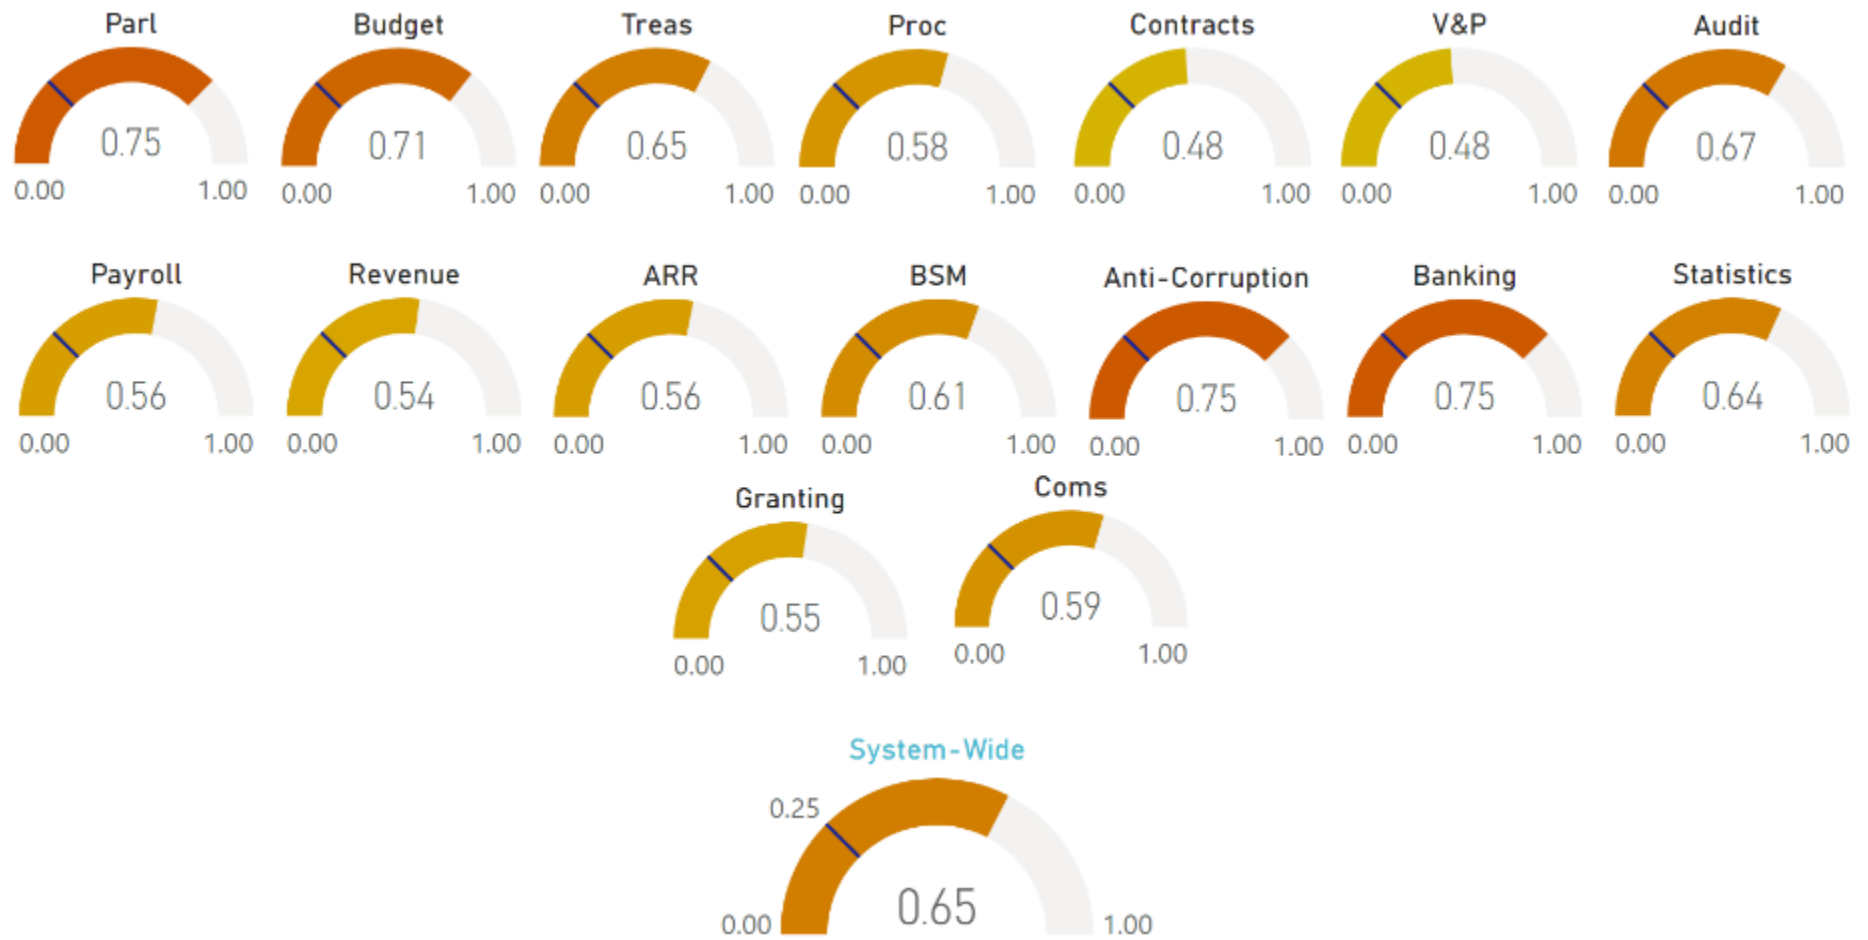 Parl Budget Treas Proc Contracts V&P Audit
0.75 0.71 0.65 0.58 0.48 0.48 0.67
0.00 1.00 0.00 1.00 0.00 1.00 0.00 1.00 0.00 1.00 0.00 1.00 0.00 1.00
Payroll Revenue ARR BSM Anti-Corruption Banking Statistics
0.56 0.54 0.56 0.61 0.75 0.75 0.64
0.00 1.00 0.00 1.00 0.00 1.00 0.00 1.00 0.00 1.00 0.00 1.00 0.00 1.00
Granting Coms
0.55 0.59
0.00 1.00 0.00 1.00
System-Wide
0.25
0.65
0.00 1.00